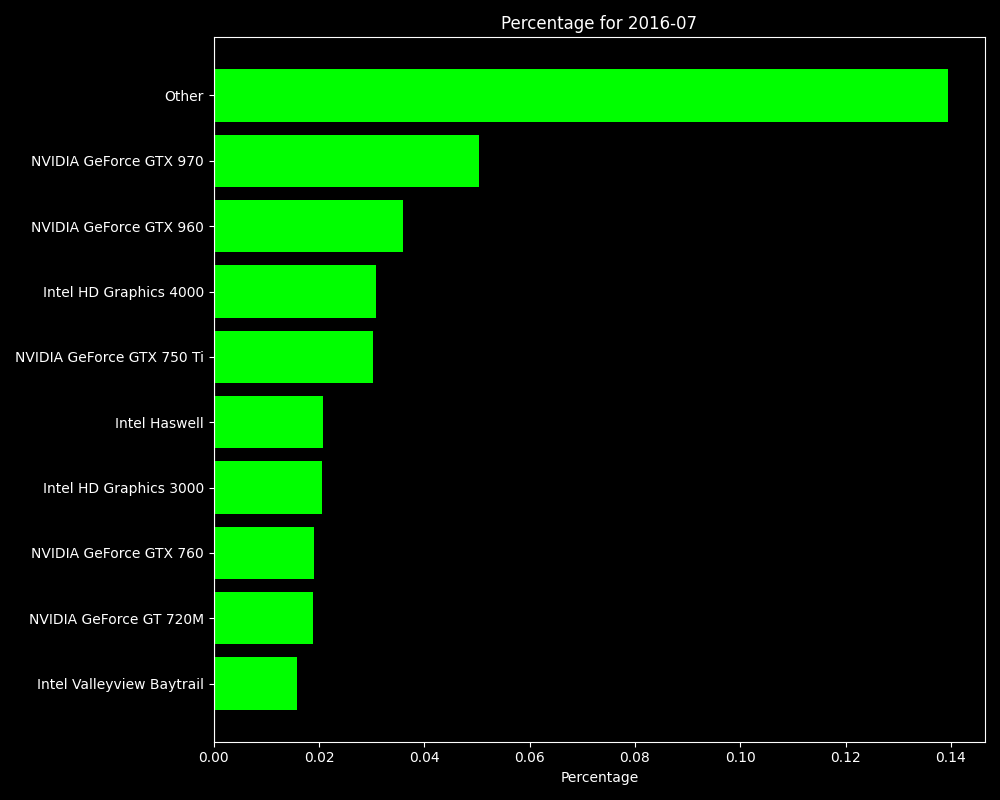 Percentage for 2016-07
Other
NVIDIA GeForce GTX 970
NVIDIA GeForce GTX 960
Intel HD Graphics 4000
NVIDIA GeForce GTX 750 Ti
Intel Haswell
Intel HD Graphics 3000
NVIDIA GeForce GTX 760
NVIDIA GeForce GT 720M
Intel Valleyview Baytrail
0.00 0.02 0.04 0.06 0.08 0.10 0.12 0.14
Percentage